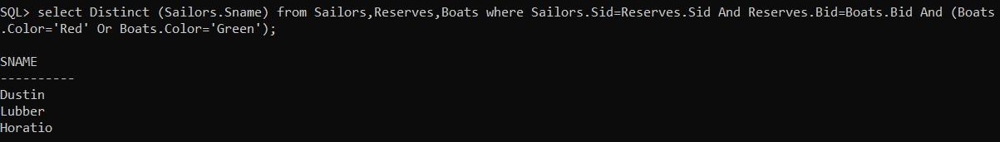 SQL> select Distinct (Sailors.Sname) from Sailors,Reserves,Boats where Sailors.Sid=Reserves.Sid And Reserves.Bid=Boats.Bid And (Boats
.Color='Red' Or Boats.Color='Green');
SNAME
----------
Dustin
Lubber
Horatio